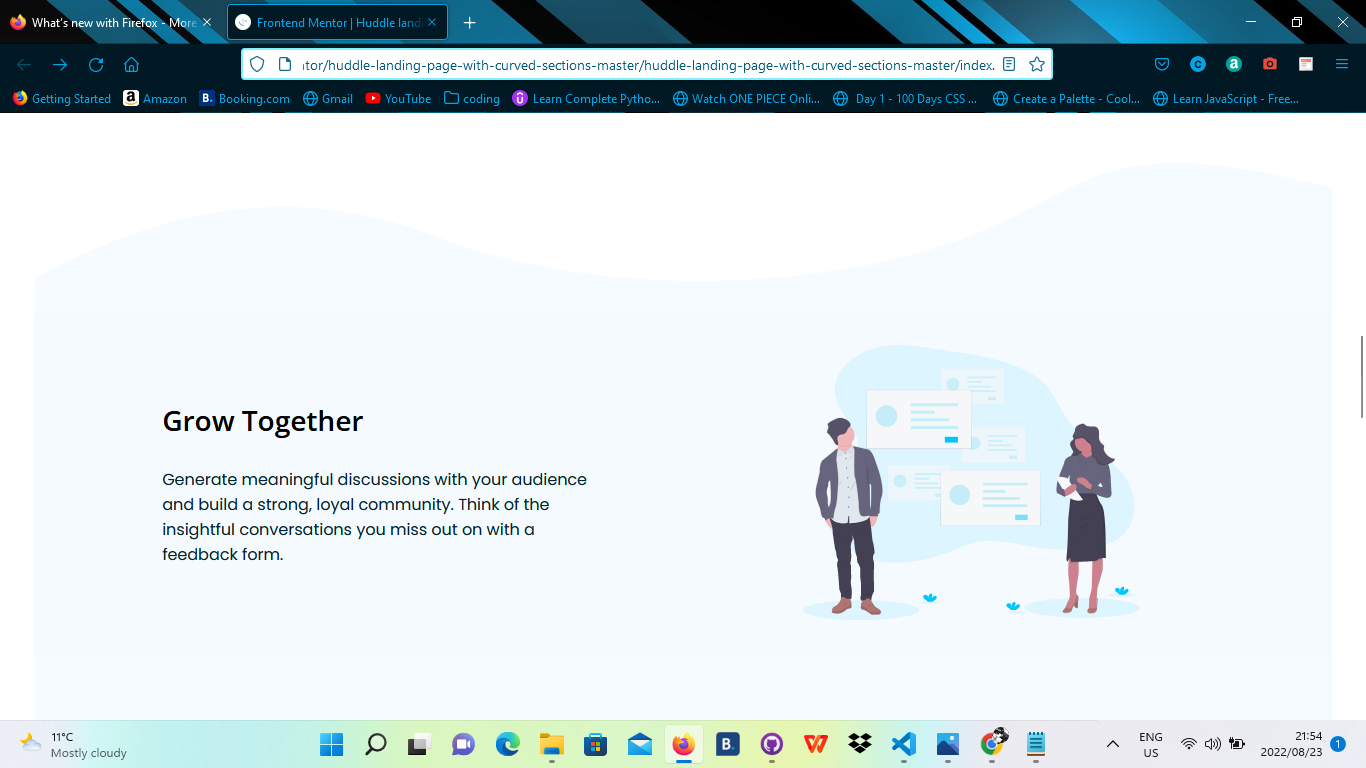 What's new with Firefox - More
Frontend Mentor | Huddle landi
ator/huddle-landing-page-with-curved-sections-master/huddle-landing-page-with-curved-sections-master/index.
Getting Started
Amazon
Booking.com
Gmail
YouTube
coding
Learn Complete Pytho...
Watch ONE PIECE Onli...
Day 1 - 100 Days CSS ...
Create a Palette - Cool...
Learn JavaScript - Free...
Grow Together
Generate meaningful discussions with your audience
and build a strong, loyal community. Think of the
insightful conversations you miss out on with a
feedback form.
11°C
Mostly cloudy
ENG
US
21:54
2022/08/23
1